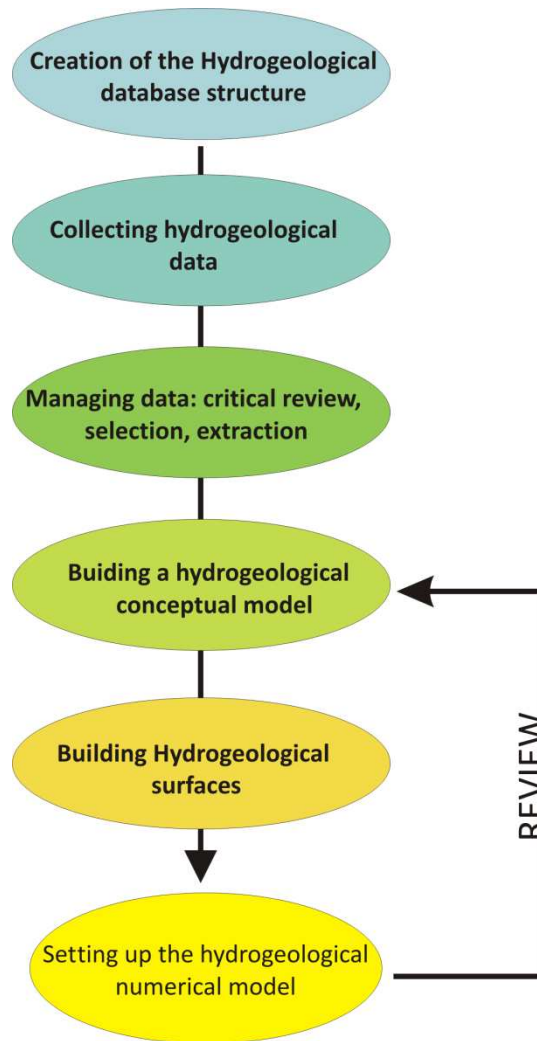 Creation of the Hydrogeological
database structure
Collecting hydrogeological
data
Managing data: critical review,
selection, extraction
Buiding a hydrogeological
conceptual model
Building Hydrogeological
surfaces
REVIEW
Setting up the hydrogeological
numerical model